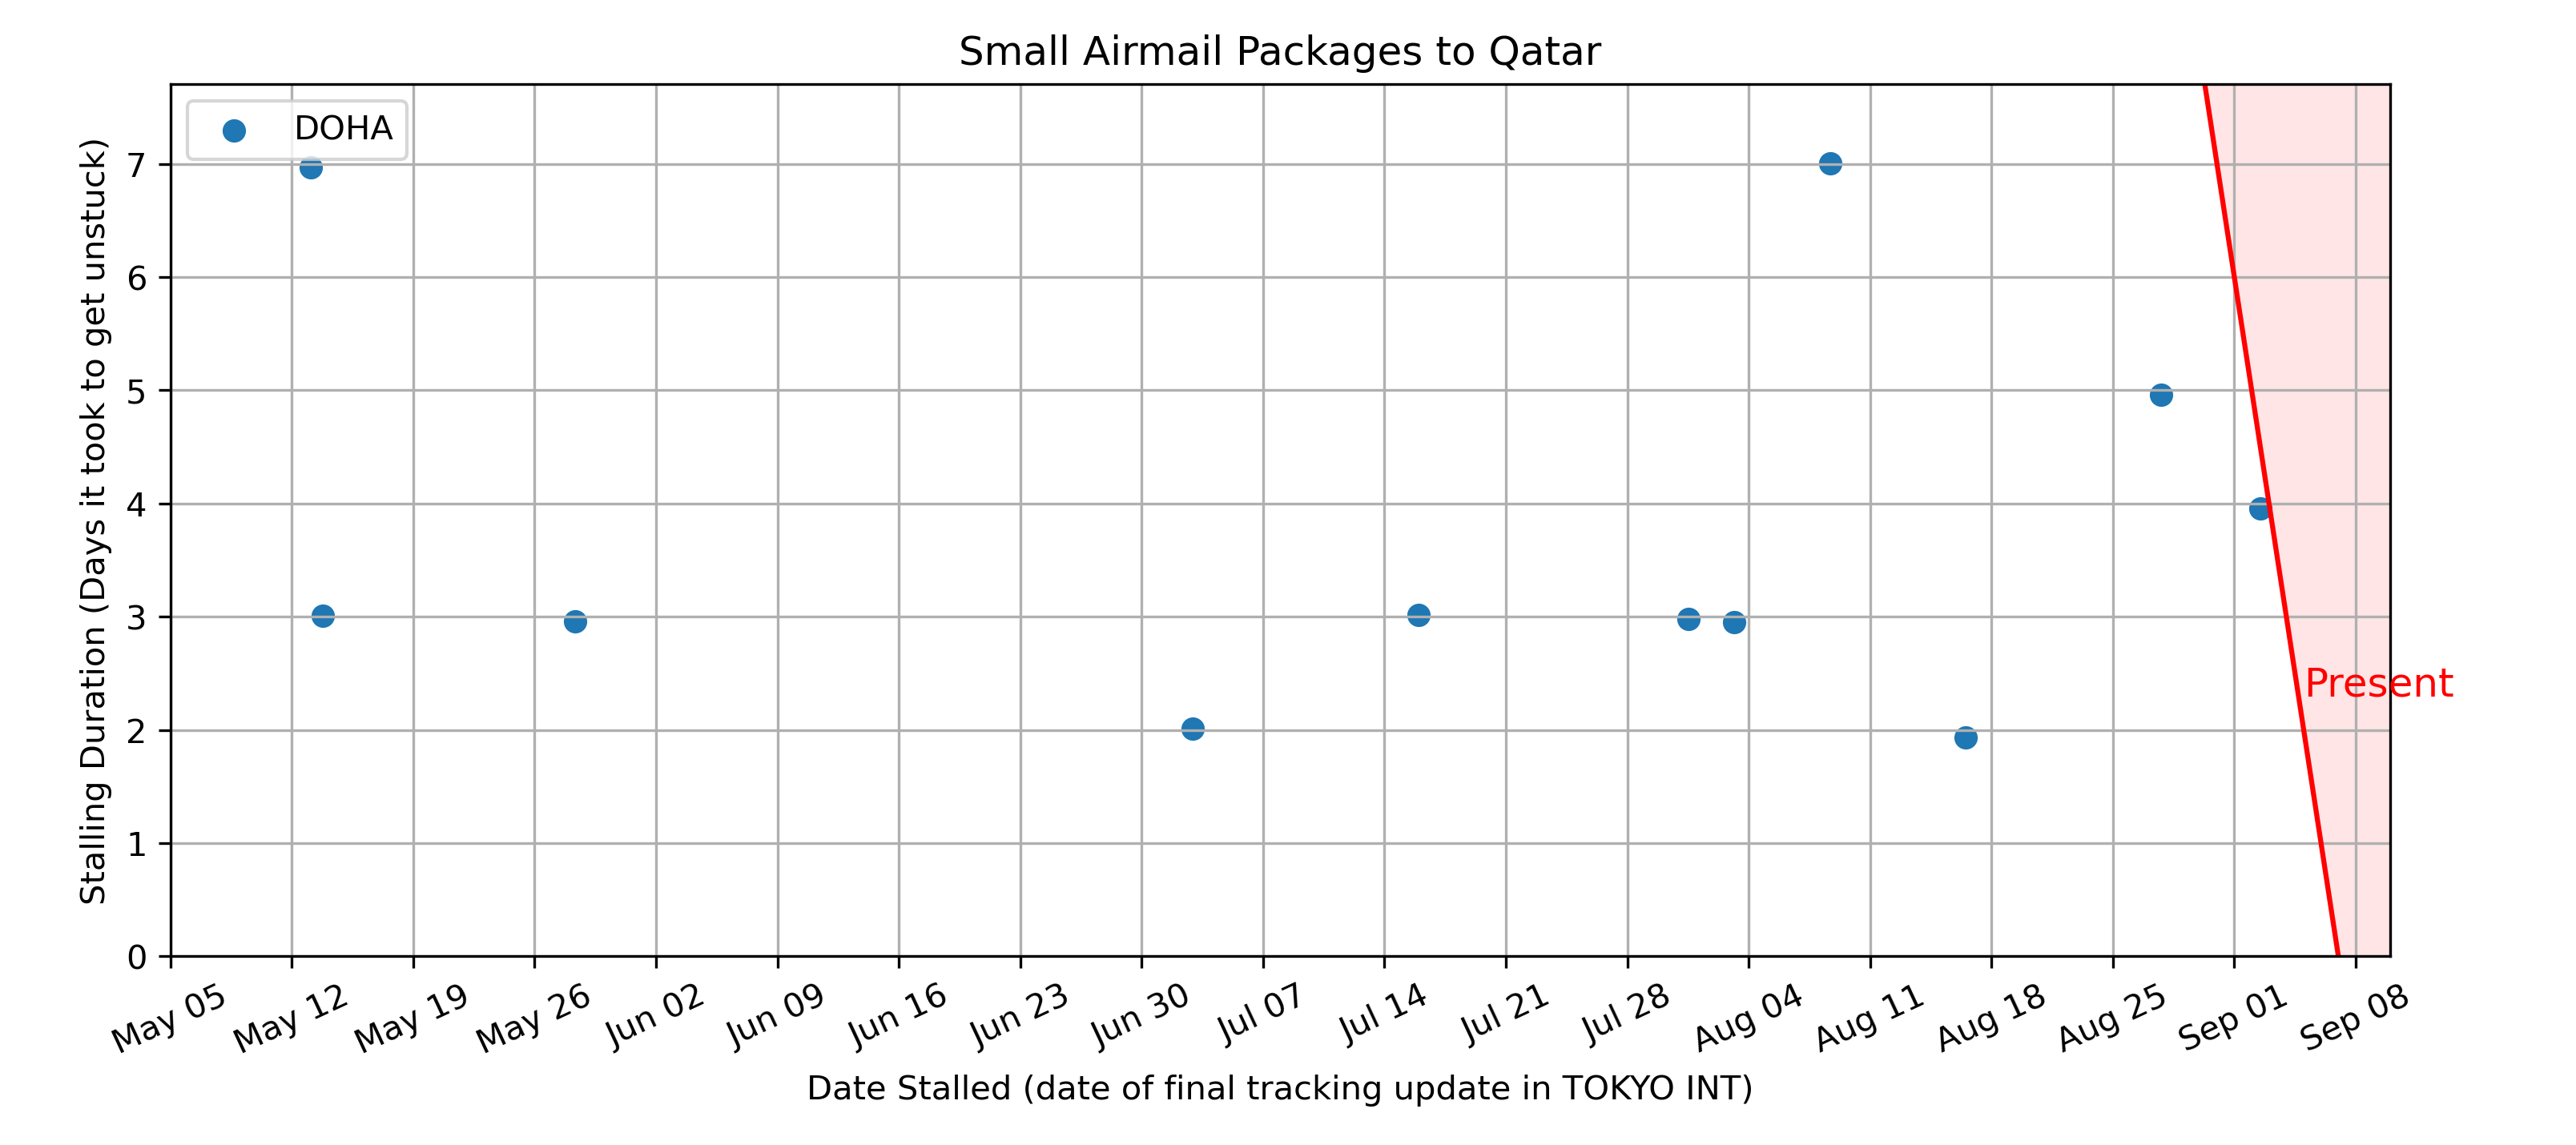 Small Airmail Packages to Qatar
DOHA
Stalling Duration (Days it took to get unstuck)
7
6
5
4
3
2
1
0
Present
May 05
May 12
May 19
May 26
Jun 02
Jun 09
Jun 16
Jun 23
Jun 30
Jul 07
Jul 14
Jul 21
Jul 28
Aug 04
Aug 11
Aug 18
Aug 25
Sep 01
Sep 08
Date Stalled (date of final tracking update in TOKYO INT)